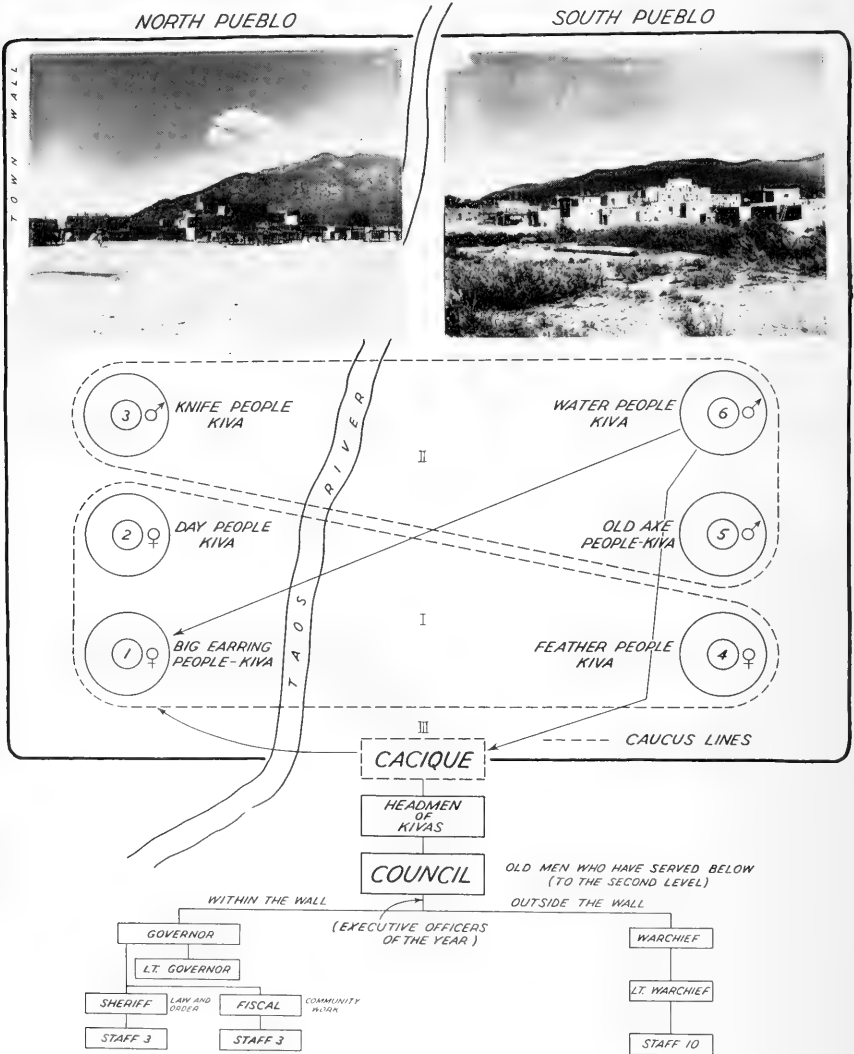 NORTH PUEBLO
SOUTH PUEBLO
TOWN WALL
3 ♂ KNIFE PEOPLE
KIVA
WATER PEOPLE
KIVA
6 ♂
II
TAOS RIVER
2 ♀ DAY PEOPLE
KIVA
OLD AXE
PEOPLE-KIVA
5 ♂
I
1 ♀ BIG EARRING
PEOPLE-KIVA
FEATHER PEOPLE
KIVA
4 ♀
III
CAUCUS LINES
CACIQUE
HEADMEN
OF
KIVAS
COUNCIL
OLD MEN WHO HAVE SERVED BELOW
(TO THE SECOND LEVEL)
WITHIN THE WALL
OUTSIDE THE WALL
(EXECUTIVE OFFICERS
OF THE YEAR)
GOVERNOR
WARCHIEF
LT. GOVERNOR
LT. WARCHIEF
SHERIFF
LAW AND
ORDER
FISCAL
COMMUNITY
WORK
STAFF 3
STAFF 3
STAFF 10